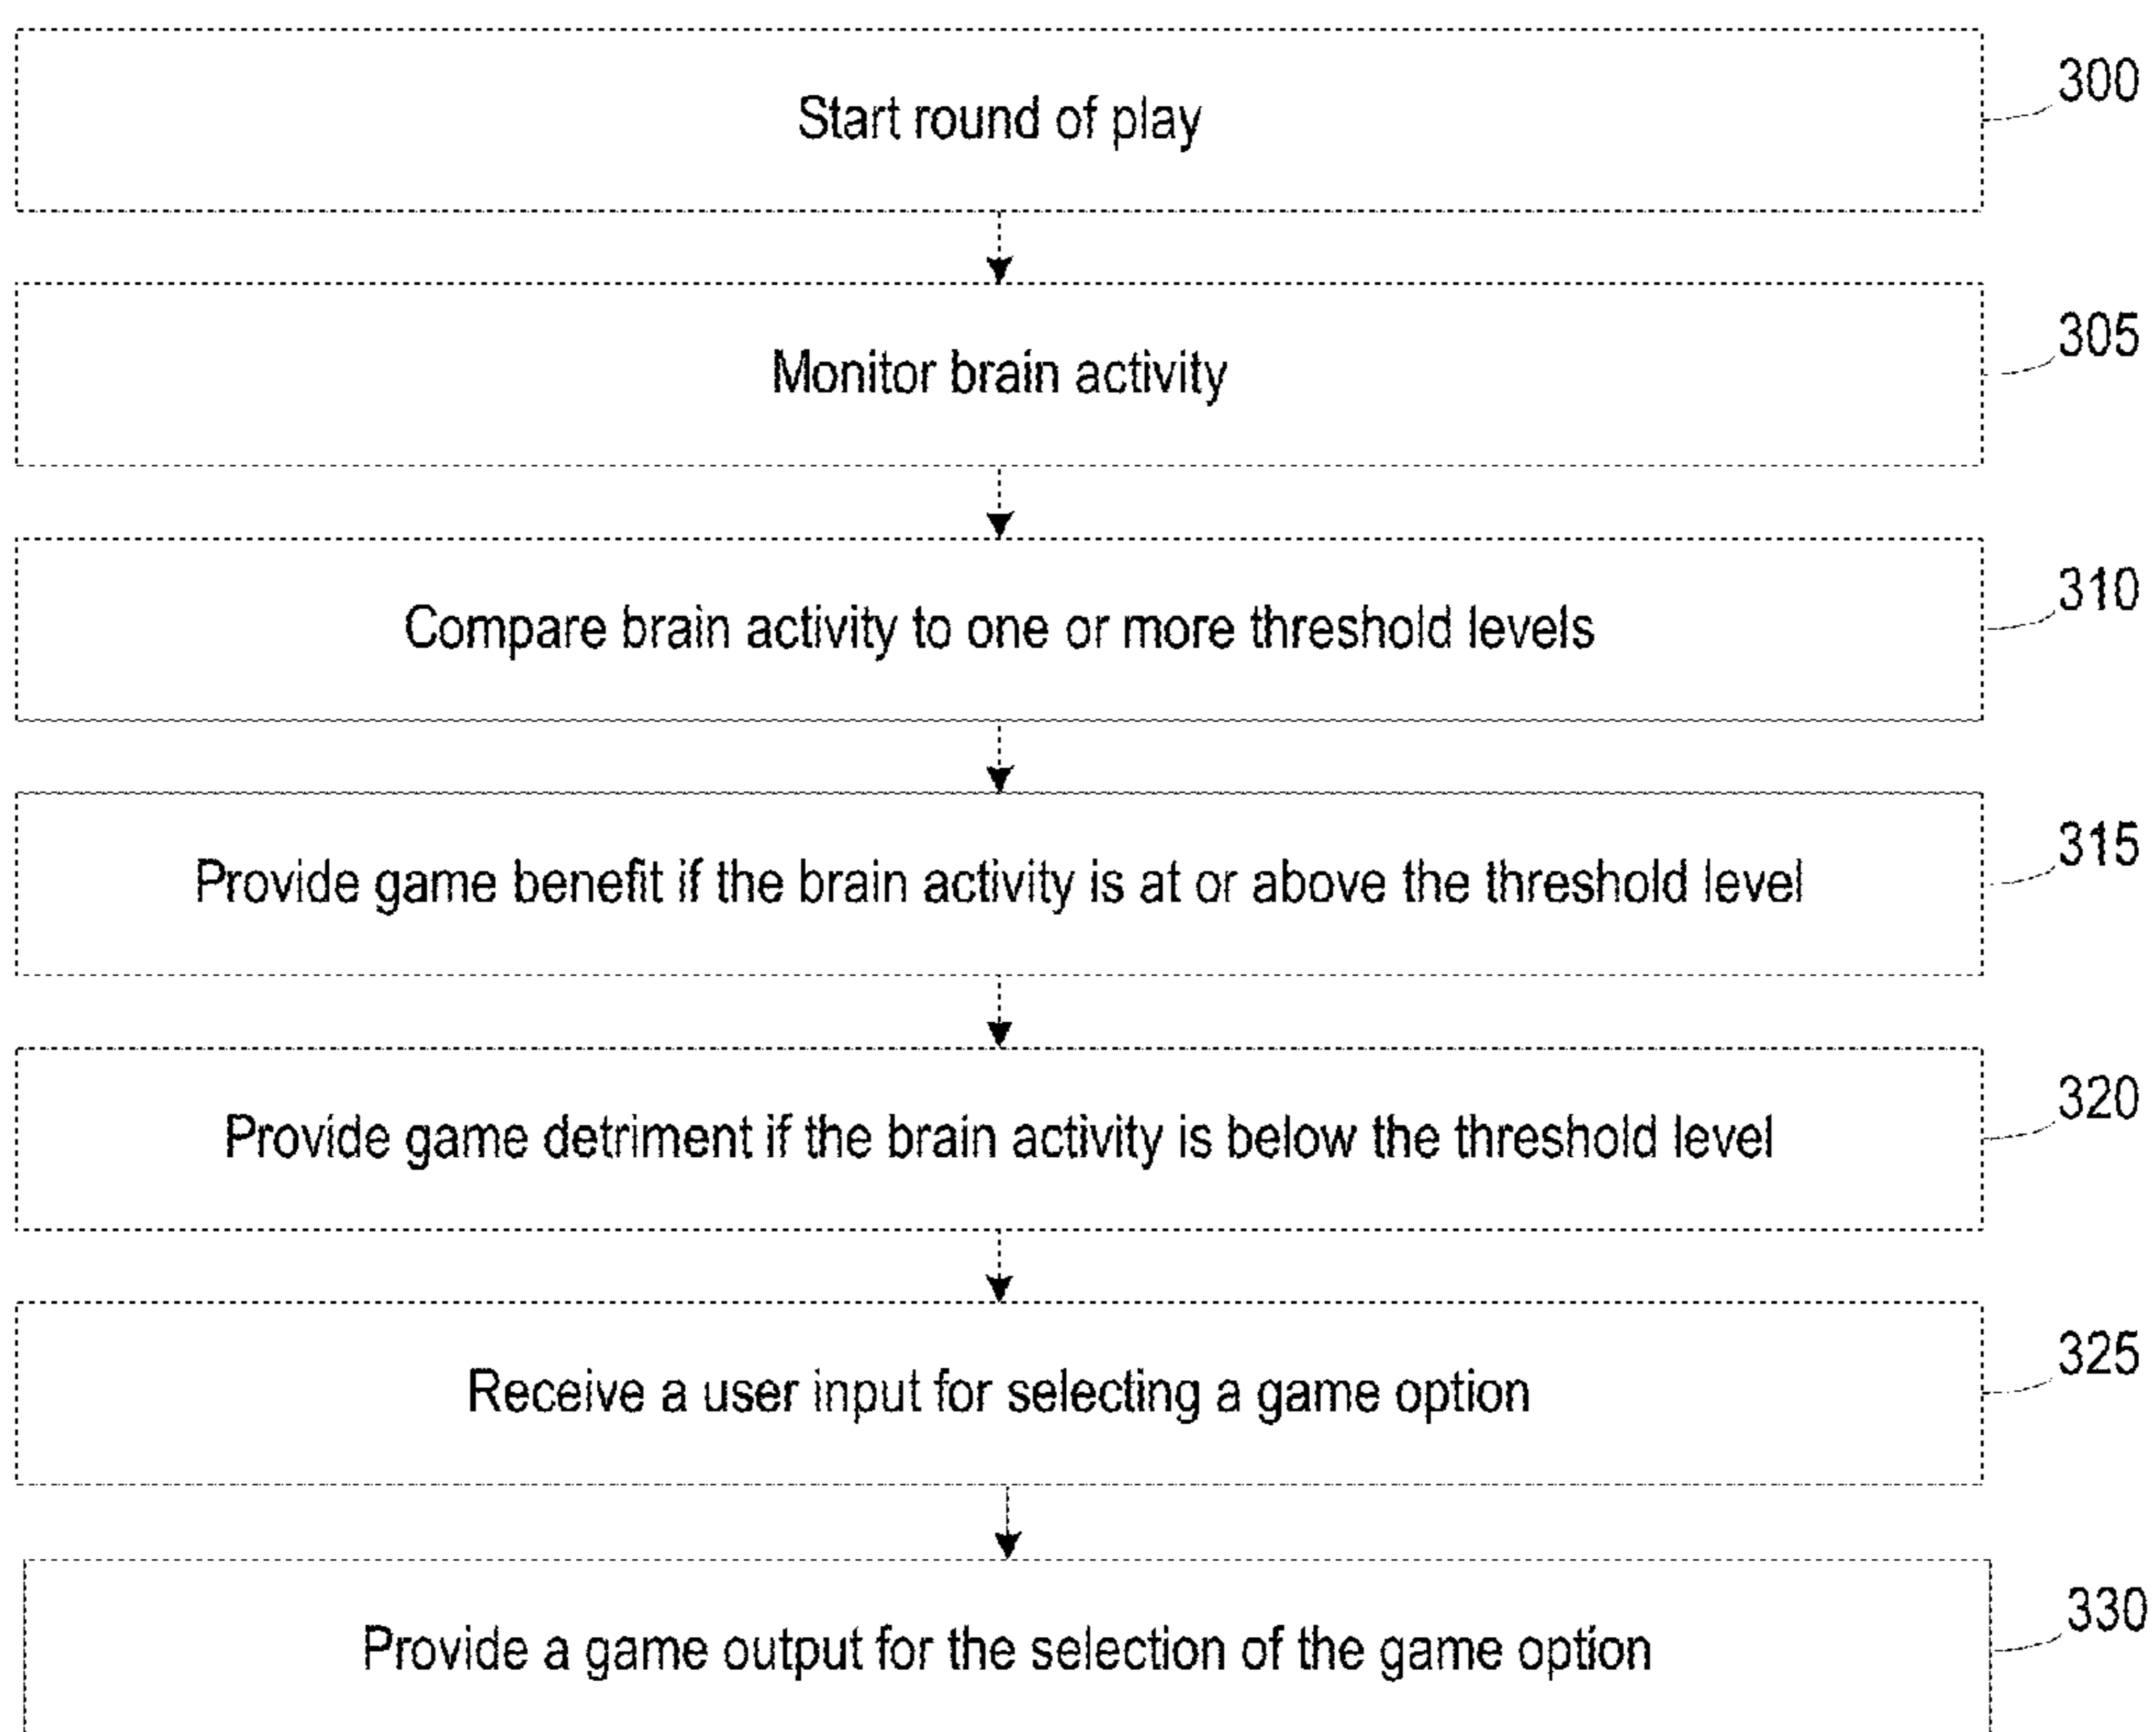 Start round of play
300
Monitor brain activity
305
Compare brain activity to one or more threshold levels
310
Provide game benefit if the brain activity is at or above the threshold level
315
Provide game detriment if the brain activity is below the threshold level
320
Receive a user input for selecting a game option
325
Provide a game output for the selection of the game option
330